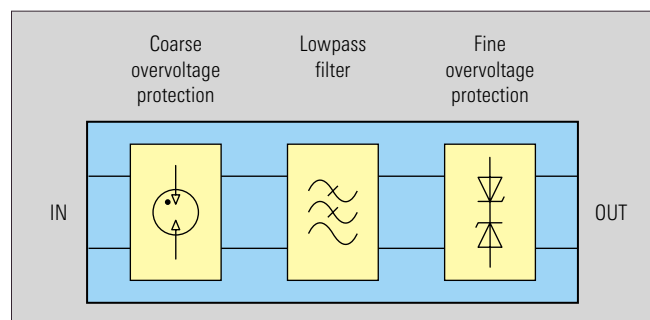 Coarse
overvoltage
protection
Lowpass
filter
Fine
overvoltage
protection
IN
OUT